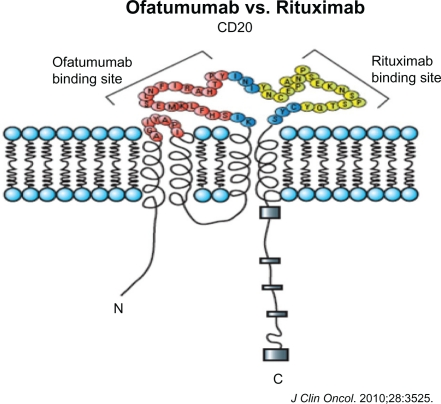 Ofatumumab vs. Rituximab
CD20
Ofatumumab
binding site
Rituximab
binding site
N
C
J Clin Oncol. 2010;28:3525.